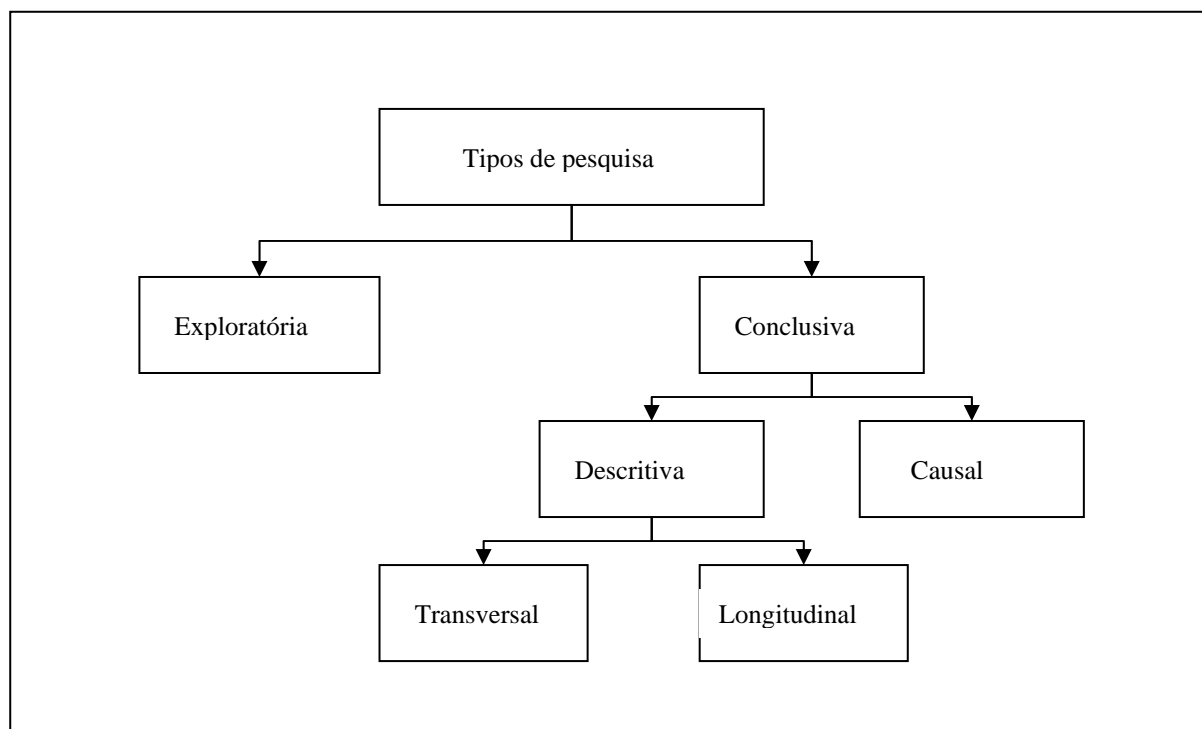 Tipos de pesquisa
Exploratória
Conclusiva
Descritiva
Causal
Transversal
Longitudinal